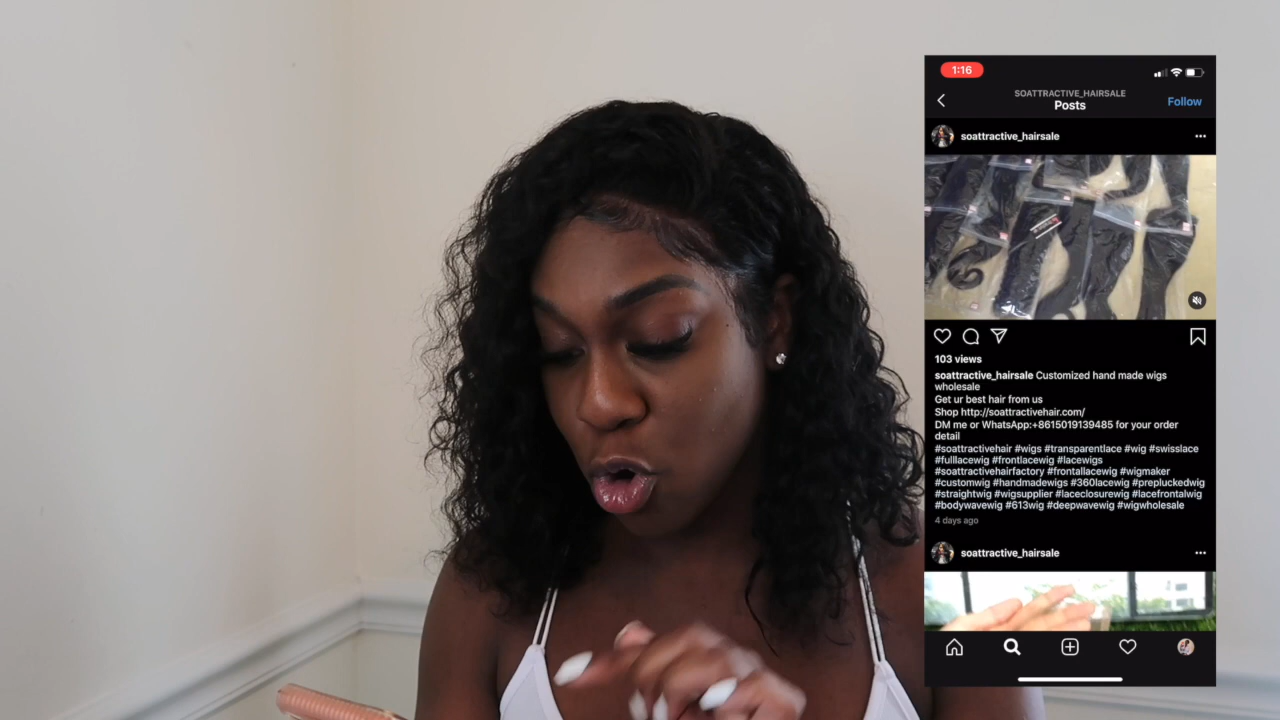 1:16
SOATTRACTIVE_HAIRSALE
Posts
Follow
soattractive_hairsale
103 views
soattractive_hairsale Customized hand made wigs
wholesale
Get ur best hair from us
Shop http://soattractivehair.com/
DM me or WhatsApp:+8615019139485 for your order
detail
#soattractivehair #wigs #transparentlace #wig #swisslace
#fulllacewig #frontlacewig #lacewigs
#soattractivehairfactory #frontallacewig #wigmaker
#customwig #handmadewigs #360lacewig #prepluckedwig
#straightwig #wigsupplier #laceclosurewig #lacefrontalwig
#bodywavewig #613wig #deepwavewig #wigwholesale
4 days ago
soattractive_hairsale